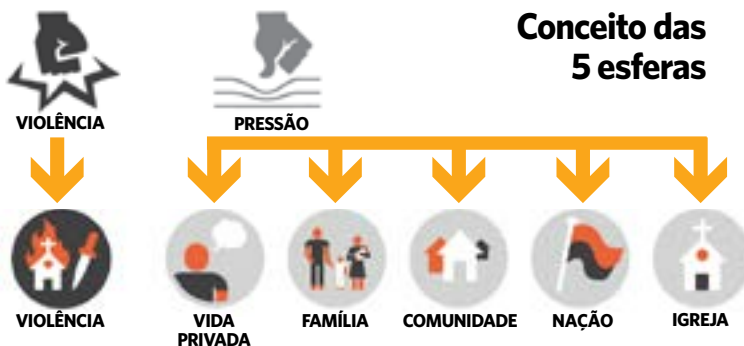 Conceito das
5 esferas
VIOLÊNCIA
PRESSÃO
VIOLÊNCIA
VIDA
PRIVADA
FAMÍLIA
COMUNIDADE
NAÇÃO
IGREJA